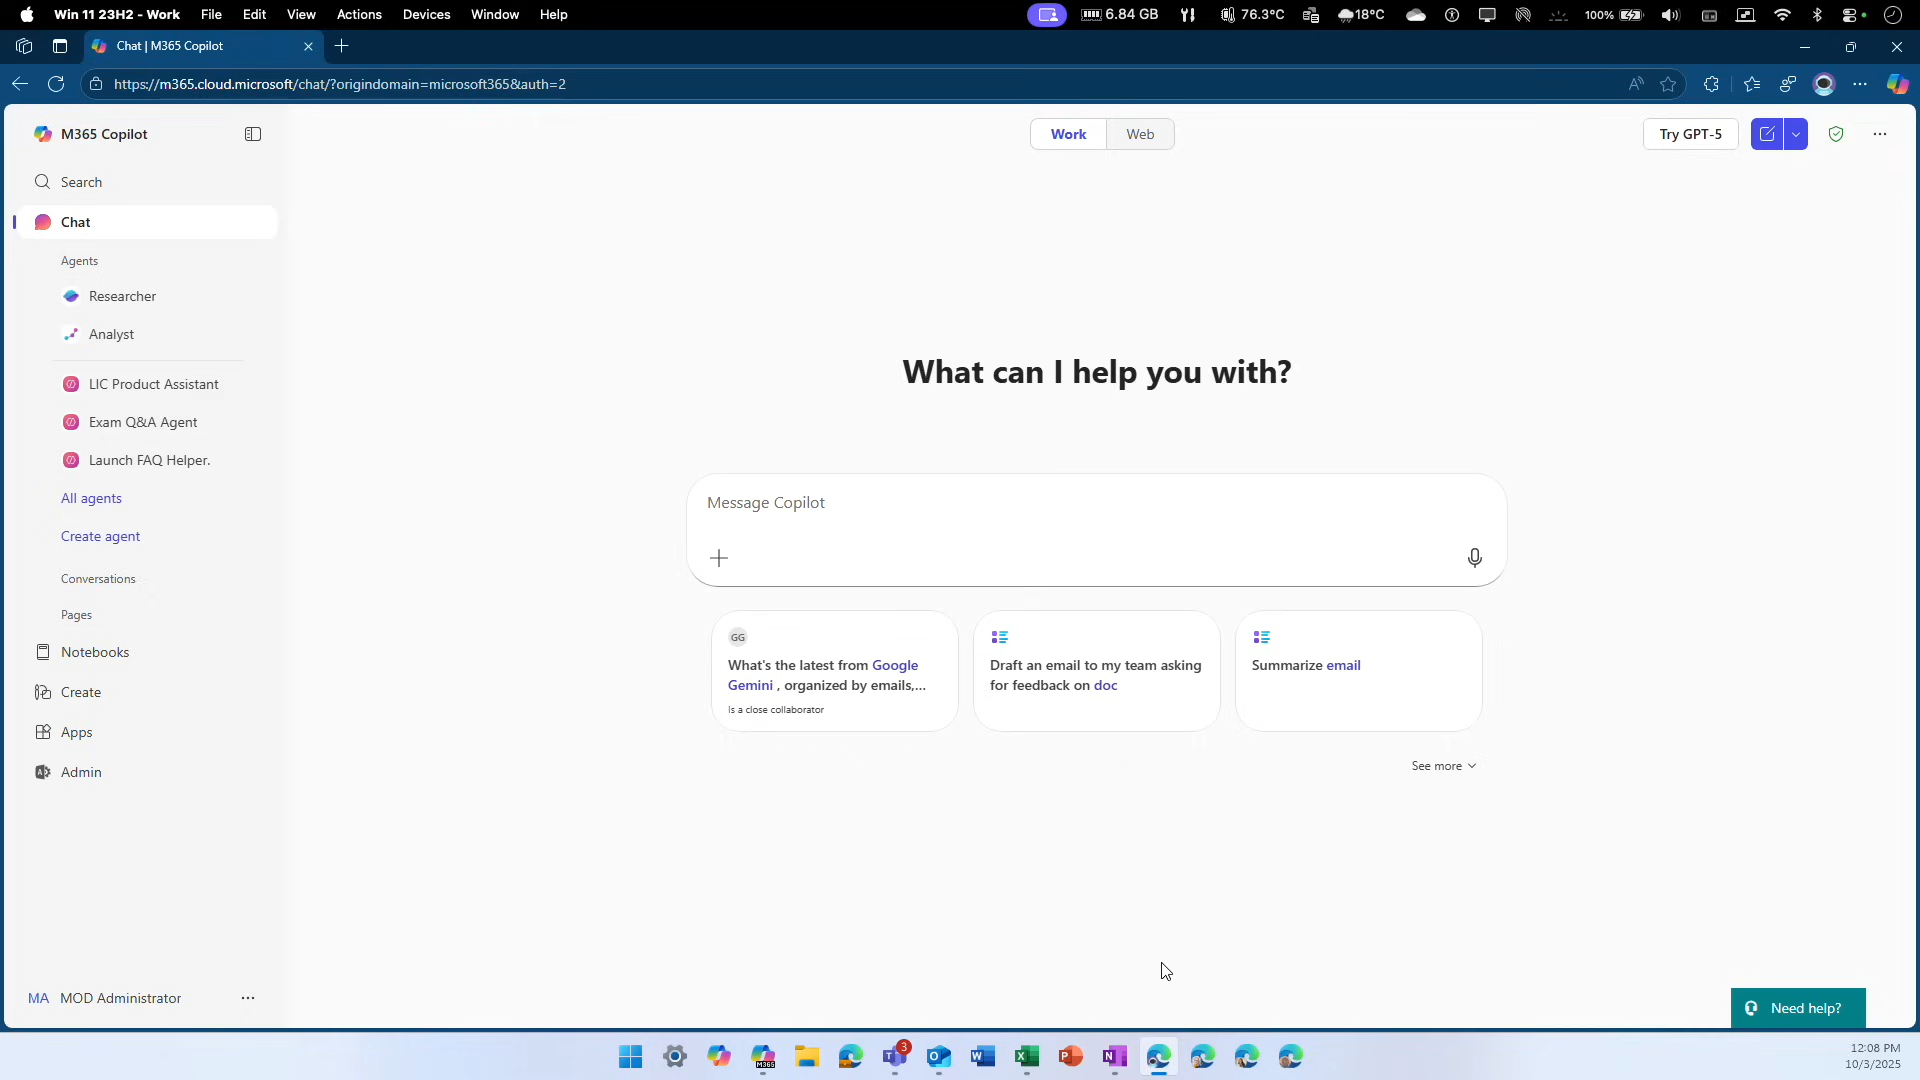 Win 11 23H2 - Work File Edit View Actions Devices Window Help 6.84 GB 76.3°C 18°C 100%
Chat | M365 Copilot
https://m365.cloud.microsoft/chat/?origindomain=microsoft365&auth=2
M365 Copilot
Work Web
Try GPT-5
Search
Chat
Agents
Researcher
Analyst
LIC Product Assistant
Exam Q&A Agent
Launch FAQ Helper.
All agents
Create agent
Conversations
Pages
Notebooks
Create
Apps
Admin
MA MOD Administrator
What can I help you with?
Message Copilot
GG
What's the latest from Google
Gemini , organized by emails,...
Is a close collaborator
Draft an email to my team asking
for feedback on doc
Summarize email
See more
Need help?
3
M365
12:08 PM
10/3/2025